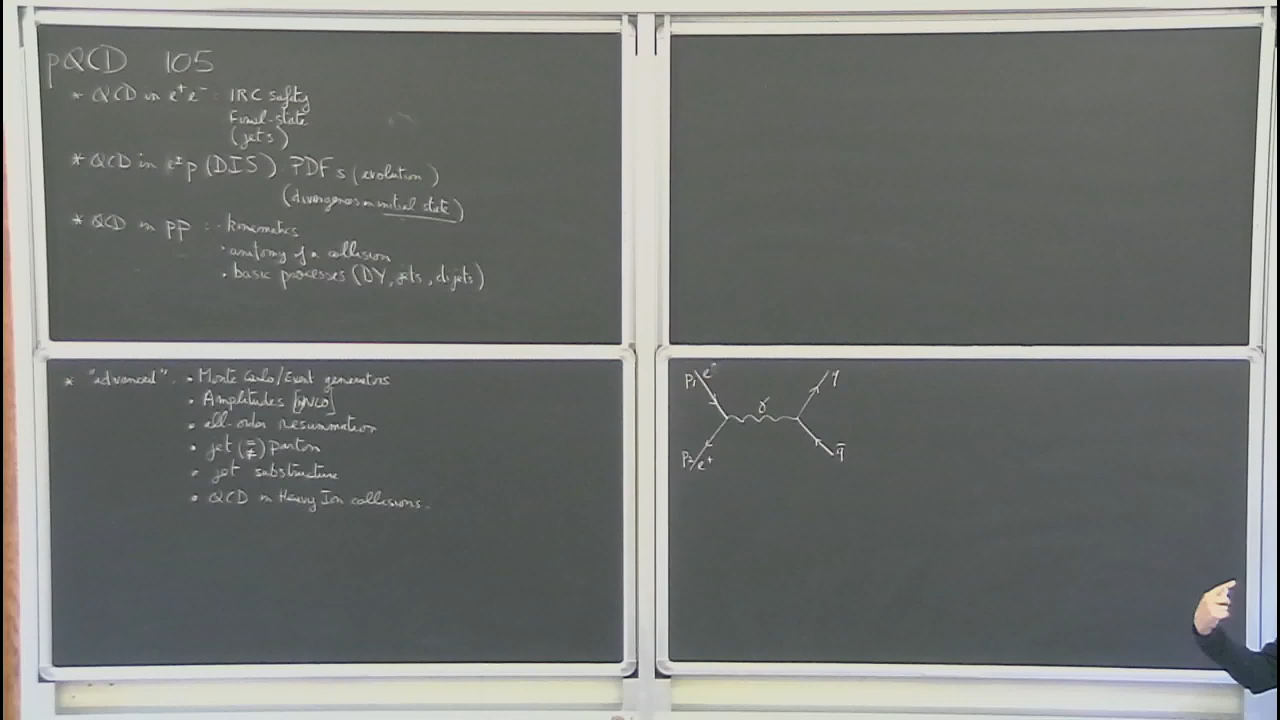 pQCD 105
* QCD in e⁺e⁻ : IRC safety
Final-state
(jets)
* QCD in e±p (DIS) PDFs (evolution)
(divergences in initial state)
* QCD in pp : - kinematics
· anatomy of a collision
· basic processes (DY, jets, dijets)
* "advanced" · Monte Carlo/Event generators
· Amplitudes [NNLO]
· all-order resummation
· jet (=/≠) parton
· jet substructure
· QCD in Heavy Ion collisions.
p₁ e⁻ γ q
p₂ e⁺ q̄